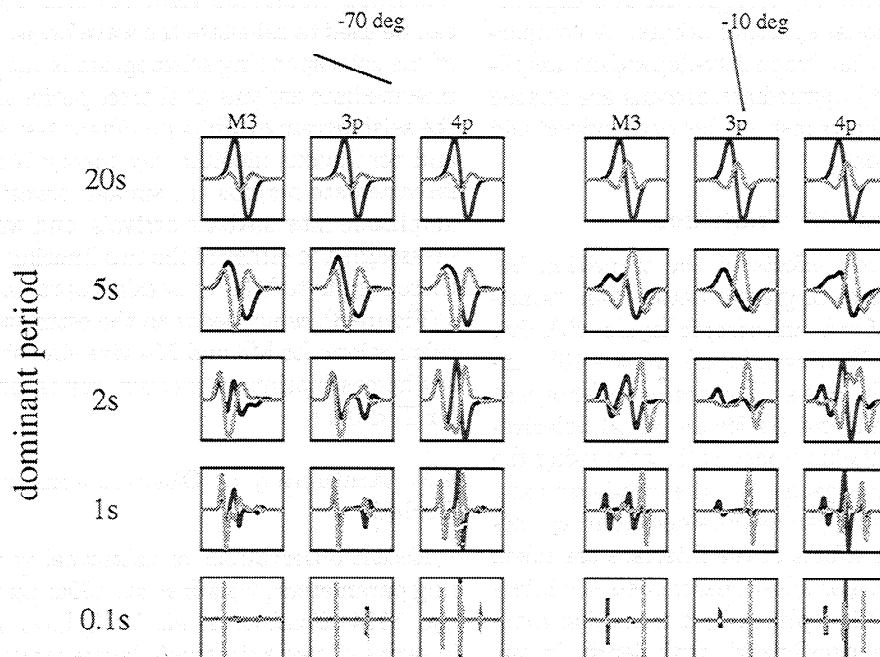 -70 deg -10 deg
M3 3p 4p M3 3p 4p
20s
5s
2s
1s
0.1s
dominant period